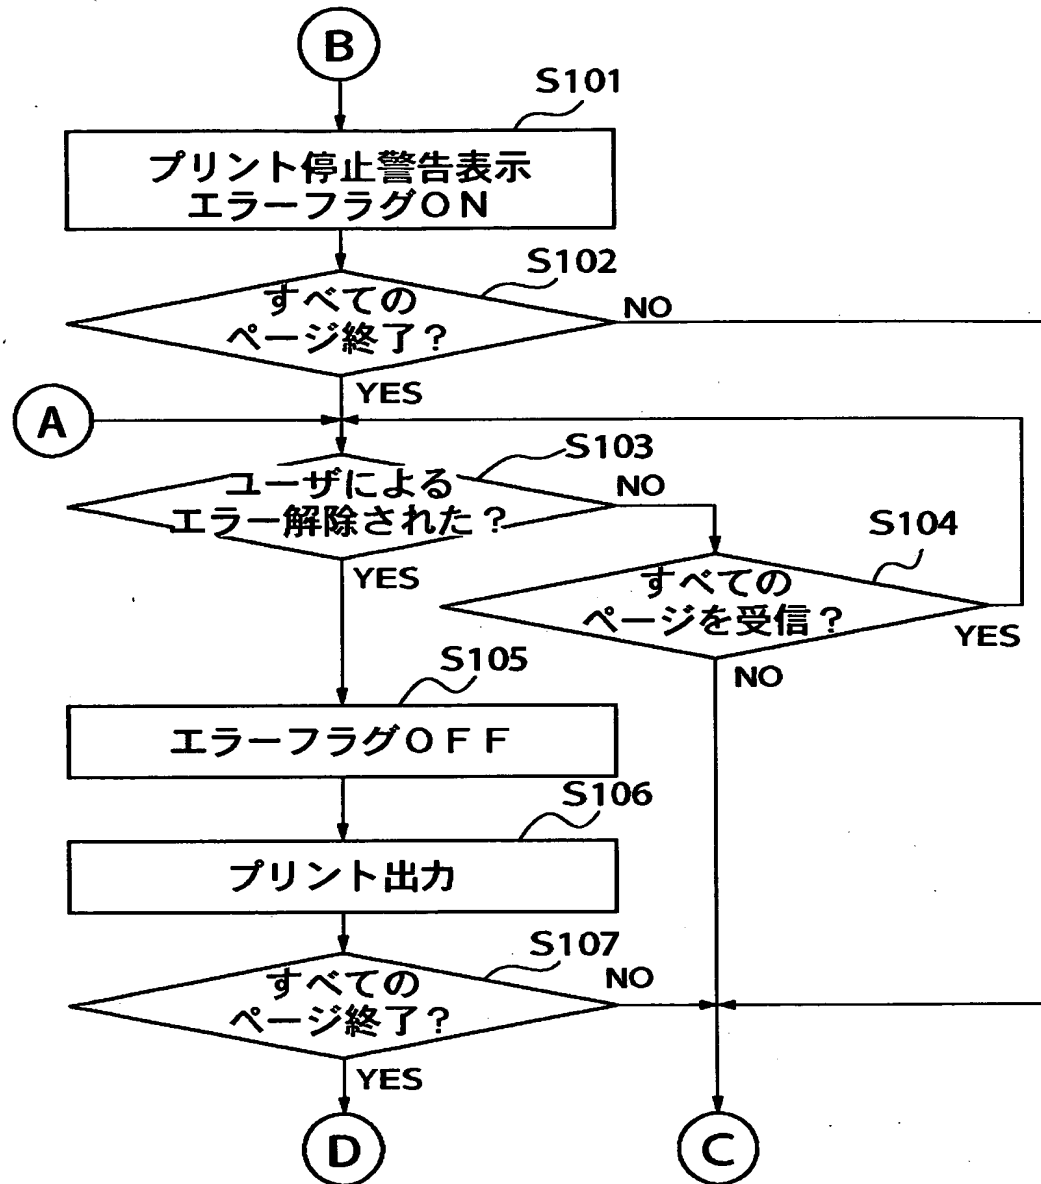 B
S101
プリント停止警告表示
エラーフラグON
S102
すべての
ページ終了?
NO
YES
A
S103
ユーザによる
エラー解除された?
NO
YES
S104
すべての
ページを受信?
YES
NO
S105
エラーフラグOFF
S106
プリント出力
S107
すべての
ページ終了?
NO
YES
D
C